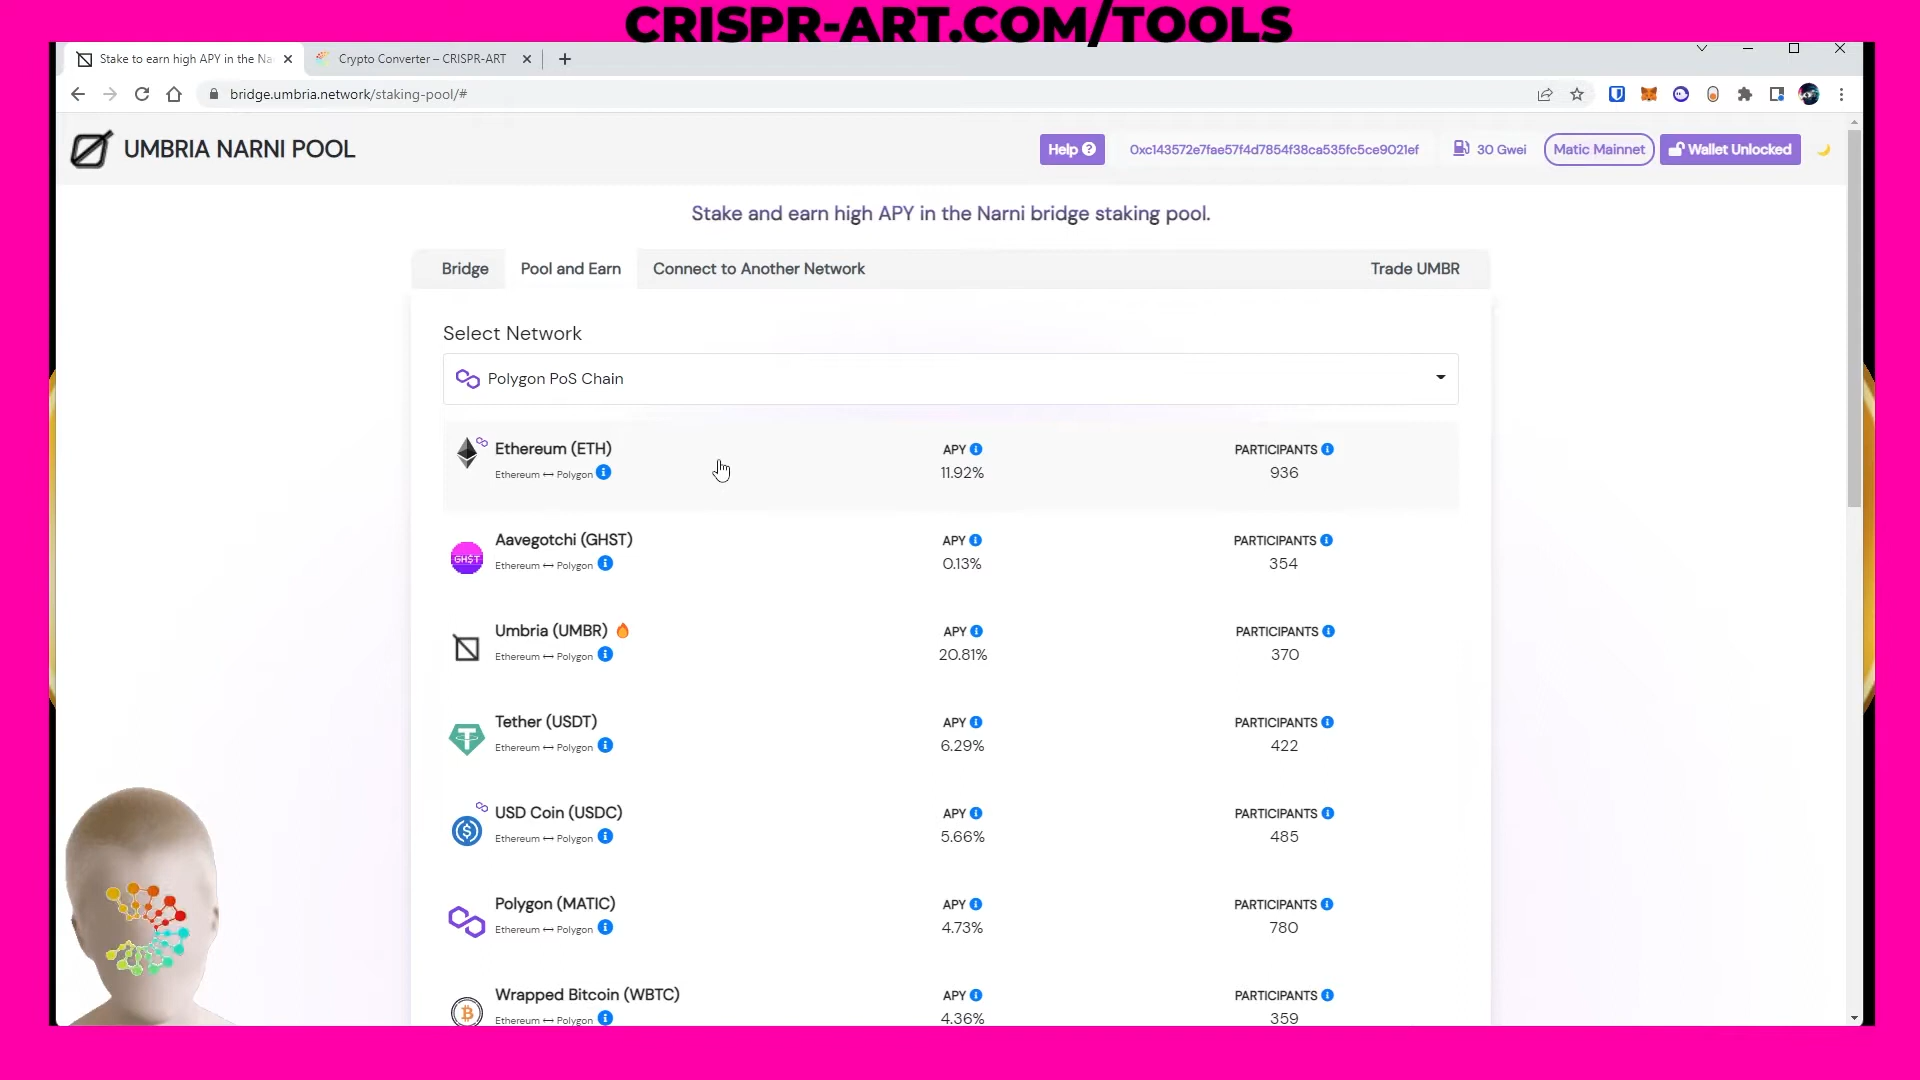 CRISPR-ART.COM/TOOLS
Stake to earn high APY in the Na
Crypto Converter – CRISPR-ART
bridge.umbria.network/staking-pool/#
UMBRIA NARNI POOL
Help
0xc143572e7fae57f4d7854f38ca535fc5ce9021ef
30 Gwei
Matic Mainnet
Wallet Unlocked
Stake and earn high APY in the Narni bridge staking pool.
Bridge
Pool and Earn
Connect to Another Network
Trade UMBR
Select Network
Polygon PoS Chain
Ethereum (ETH)
Ethereum ↔ Polygon
APY
11.92%
PARTICIPANTS
936
GHST
Aavegotchi (GHST)
Ethereum ↔ Polygon
APY
0.13%
PARTICIPANTS
354
Umbria (UMBR)
Ethereum ↔ Polygon
APY
20.81%
PARTICIPANTS
370
Tether (USDT)
Ethereum ↔ Polygon
APY
6.29%
PARTICIPANTS
422
USD Coin (USDC)
Ethereum ↔ Polygon
APY
5.66%
PARTICIPANTS
485
Polygon (MATIC)
Ethereum ↔ Polygon
APY
4.73%
PARTICIPANTS
780
Wrapped Bitcoin (WBTC)
Ethereum ↔ Polygon
APY
4.36%
PARTICIPANTS
359